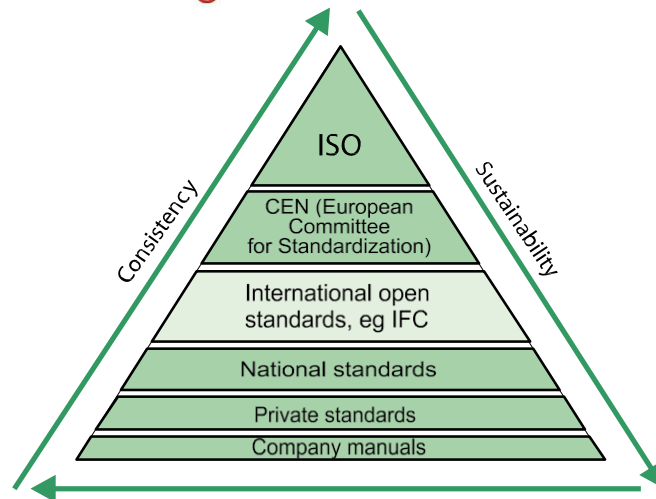 ISO
CEN (European
Committee
for Standardization)
International open
standards, eg IFC
National standards
Private standards
Company manuals
Consistency
Sustainability